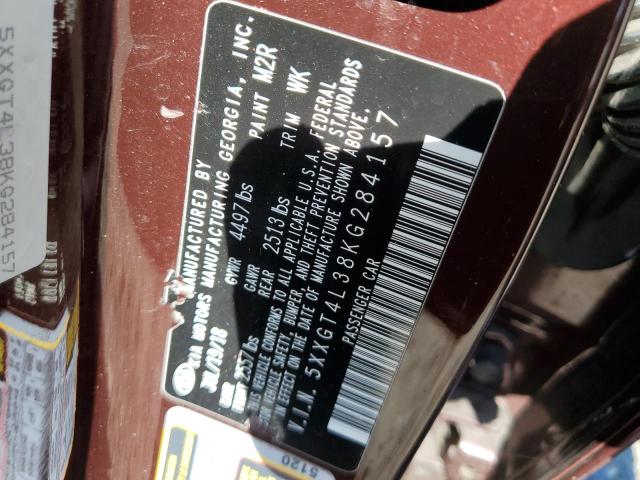 MANUFACTURED BY
KIA MOTORS MANUFACTURING GEORGIA, INC.
PAINT M2R
GVWR 4497lbs
GAWR
REAR 2513lbs TRIM WK
THIS VEHICLE CONFORMS TO ALL APPLICABLE U.S.A. FEDERAL
VEHICLE SAFETY, BUMPER, AND THEFT PREVENTION STANDARDS
IN EFFECT ON THE DATE OF MANUFACTURE SHOWN ABOVE.
V.I.N. 5XXGT4L38KG284157
PASSENGER CAR
5XXGT4L38KG284157
5120